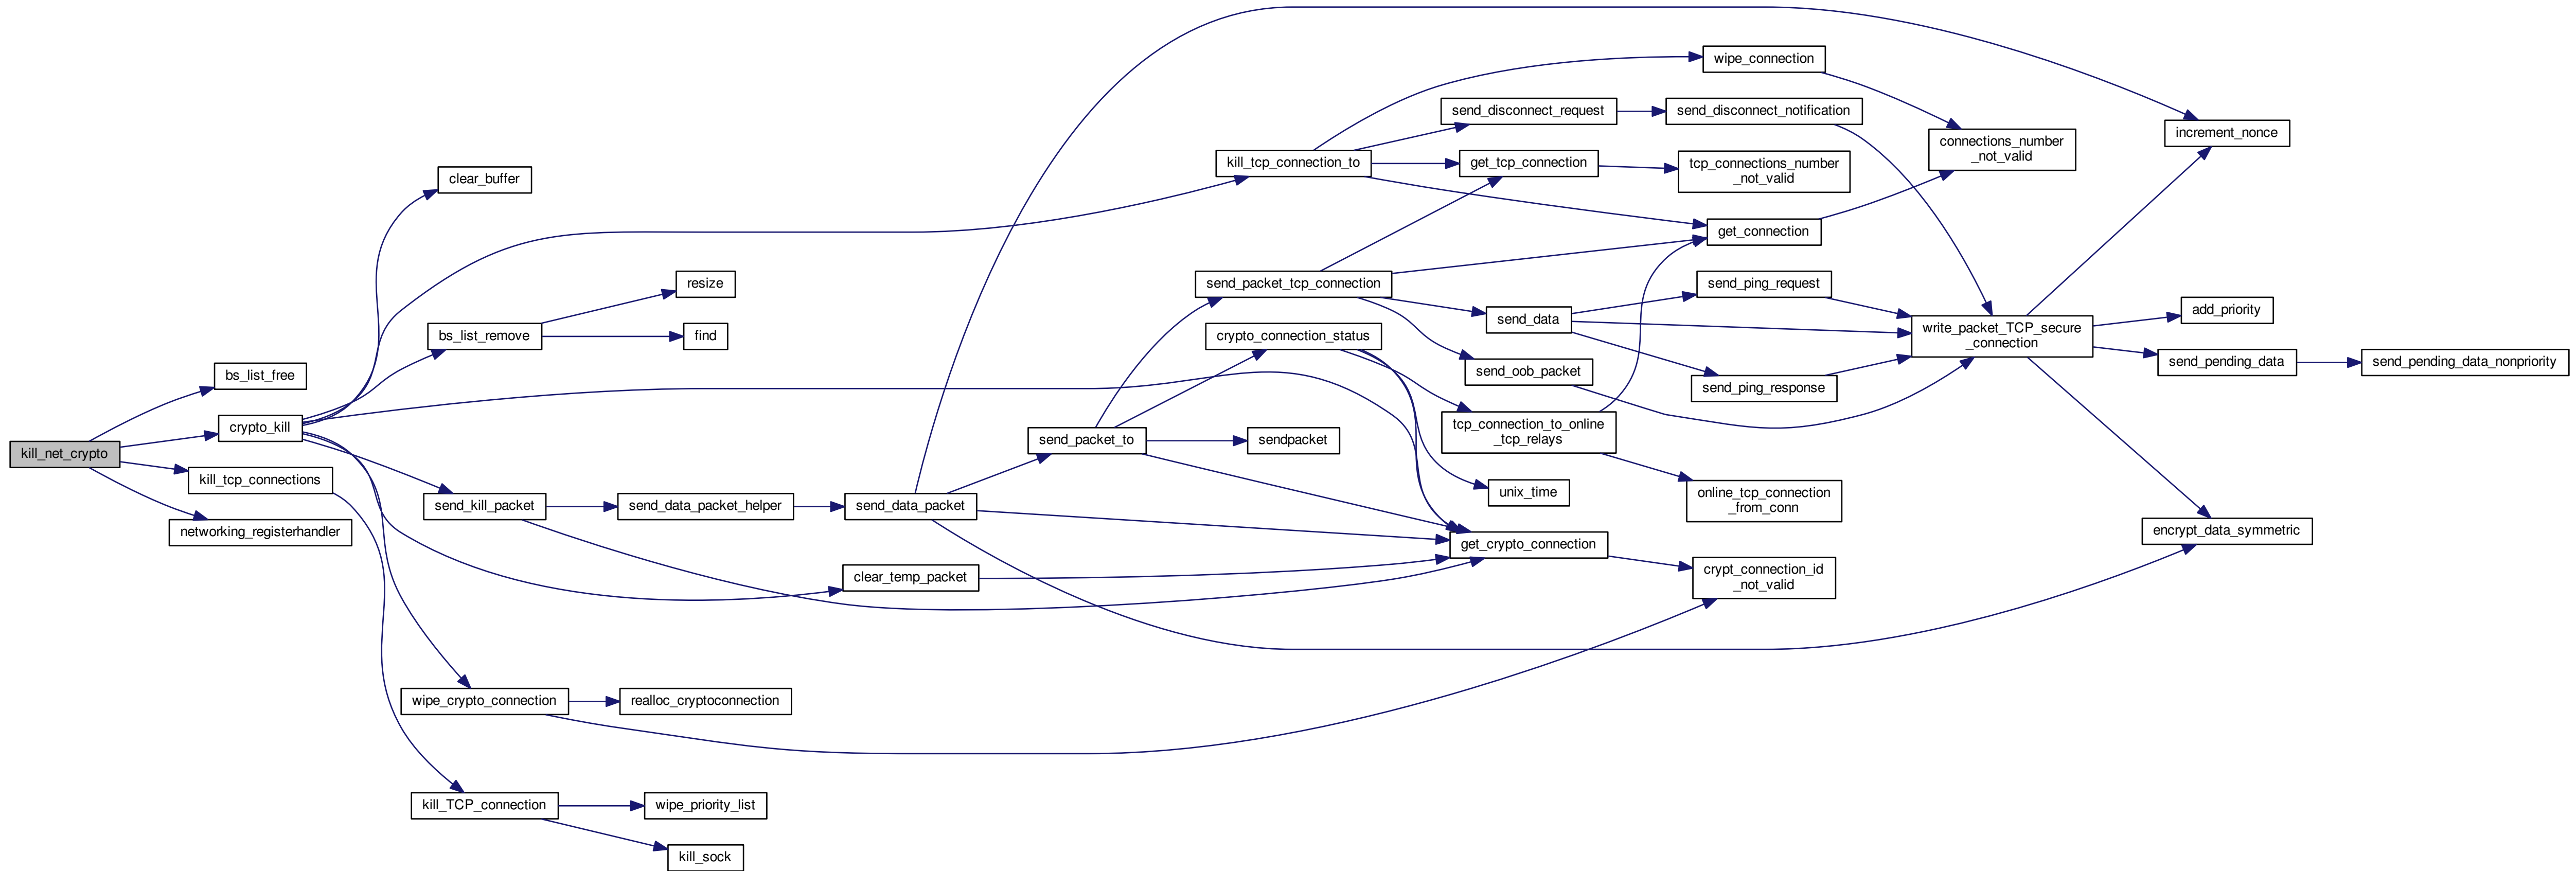 kill_net_crypto
bs_list_free
crypto_kill
kill_tcp_connections
networking_registerhandler
clear_buffer
bs_list_remove
send_kill_packet
wipe_crypto_connection
kill_TCP_connection
resize
find
send_data_packet_helper
realloc_cryptoconnection
wipe_priority_list
kill_sock
send_data_packet
clear_temp_packet
send_packet_to
kill_tcp_connection_to
send_packet_tcp_connection
crypto_connection_status
sendpacket
send_disconnect_request
get_tcp_connection
send_data
send_oob_packet
tcp_connection_to_online
_tcp_relays
unix_time
get_crypto_connection
wipe_connection
send_disconnect_notification
tcp_connections_number
_not_valid
get_connection
send_ping_request
send_ping_response
online_tcp_connection
_from_conn
crypt_connection_id
_not_valid
connections_number
_not_valid
write_packet_TCP_secure
_connection
increment_nonce
add_priority
send_pending_data
encrypt_data_symmetric
send_pending_data_nonpriority